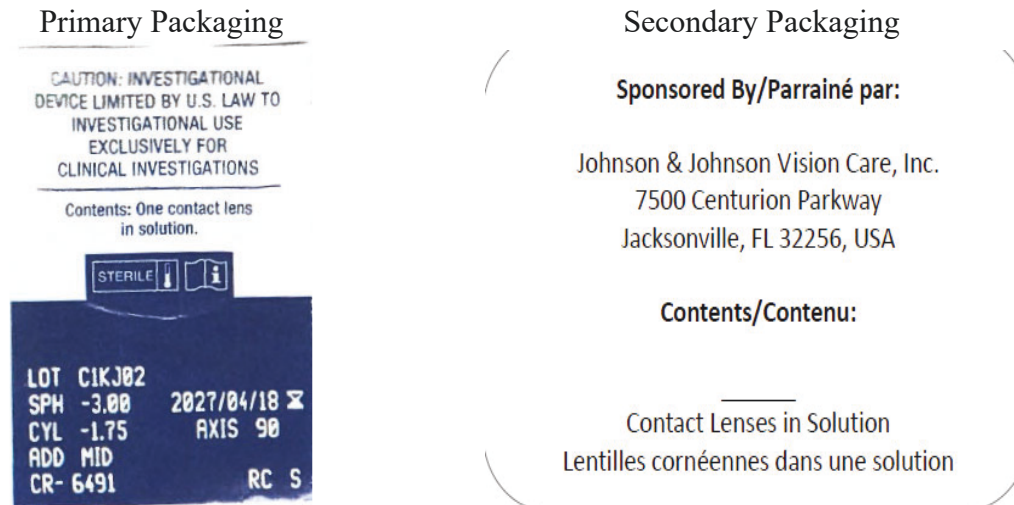 Primary Packaging
CAUTION: INVESTIGATIONAL
DEVICE LIMITED BY U.S. LAW TO
INVESTIGATIONAL USE
EXCLUSIVELY FOR
CLINICAL INVESTIGATIONS
Contents: One contact lens
in solution.
STERILE
LOT C1KJ02
SPH -3.00 2027/04/18
CYL -1.75 AXIS 90
ADD MID
CR- 6491 RC S
Secondary Packaging
Sponsored By/Parrainé par:
Johnson & Johnson Vision Care, Inc.
7500 Centurion Parkway
Jacksonville, FL 32256, USA
Contents/Contenu:
Contact Lenses in Solution
Lentilles cornéennes dans une solution